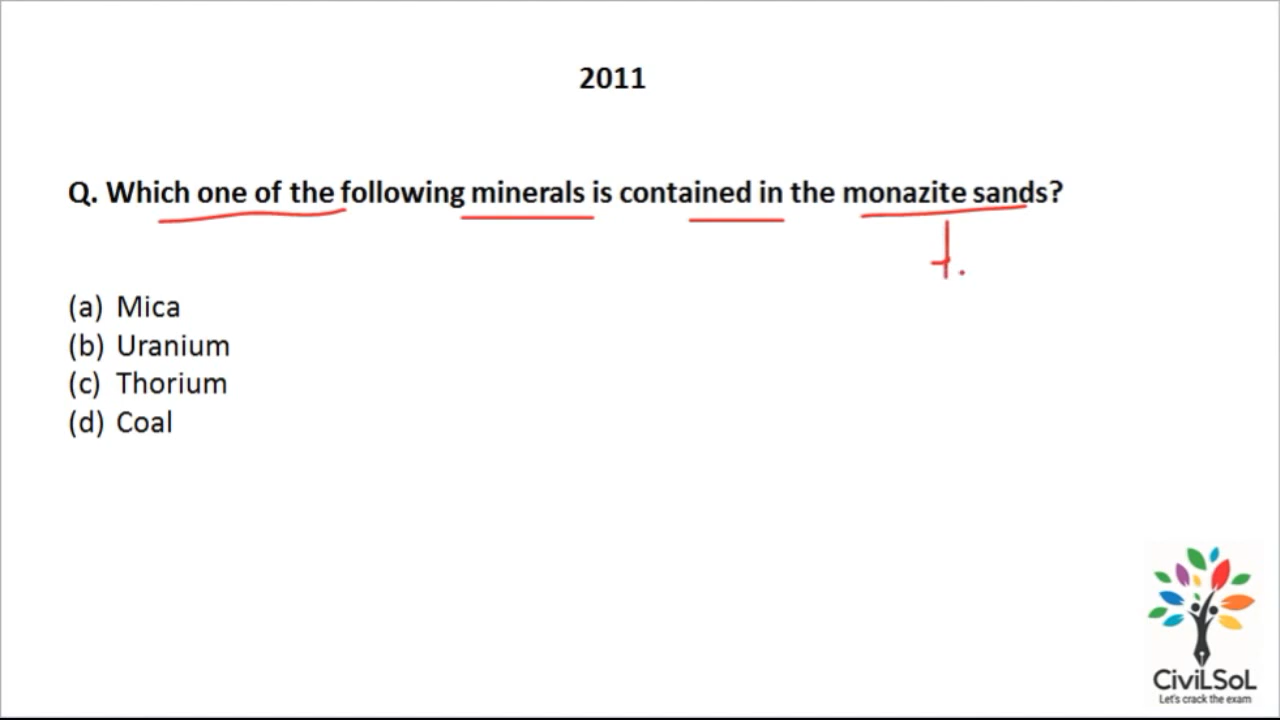 2011
Q. Which one of the following minerals is contained in the monazite sands?
(a) Mica
(b) Uranium
(c) Thorium
(d) Coal
CiviLSoL
Let's crack the exam